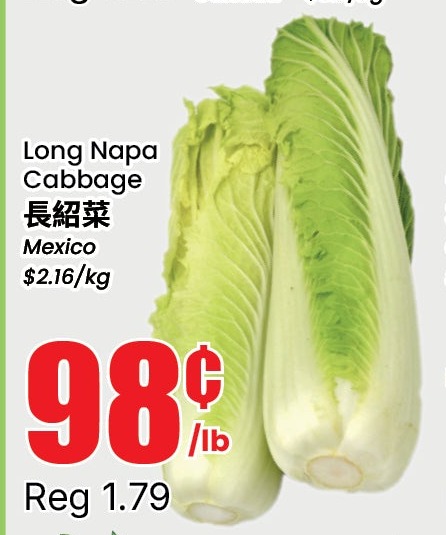 Long Napa
Cabbage
長紹菜
Mexico
$2.16/kg
98¢
/lb
Reg 1.79